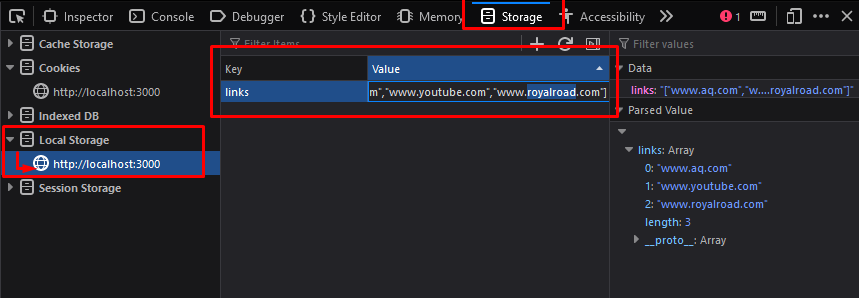 Inspector Console Debugger Style Editor Memory Storage Accessibility 1
Cache Storage
Cookies
http://localhost:3000
Indexed DB
Local Storage
http://localhost:3000
Session Storage
Filter Items
Key Value
links m","www.youtube.com","www.royalroad.com"]
Filter values
Data
links: "["www.aq.com","w....royalroad.com"]"
Parsed Value
links: Array
0: "www.aq.com"
1: "www.youtube.com"
2: "www.royalroad.com"
length: 3
__proto__: Array